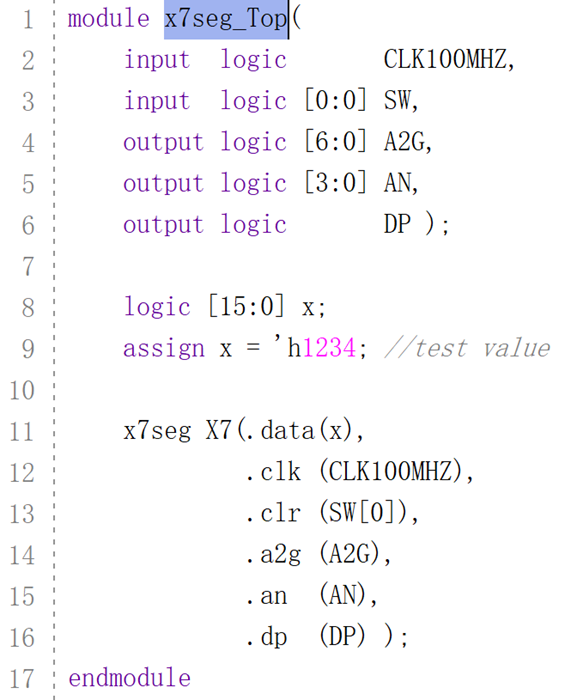 1 module x7seg_Top(
2 input logic CLK100MHZ,
3 input logic [0:0] SW,
4 output logic [6:0] A2G,
5 output logic [3:0] AN,
6 output logic DP );
7
8 logic [15:0] x;
9 assign x = 'h1234; //test value
10
11 x7seg X7(.data(x),
12 .clk (CLK100MHZ),
13 .clr (SW[0]),
14 .a2g (A2G),
15 .an (AN),
16 .dp (DP) );
17 endmodule